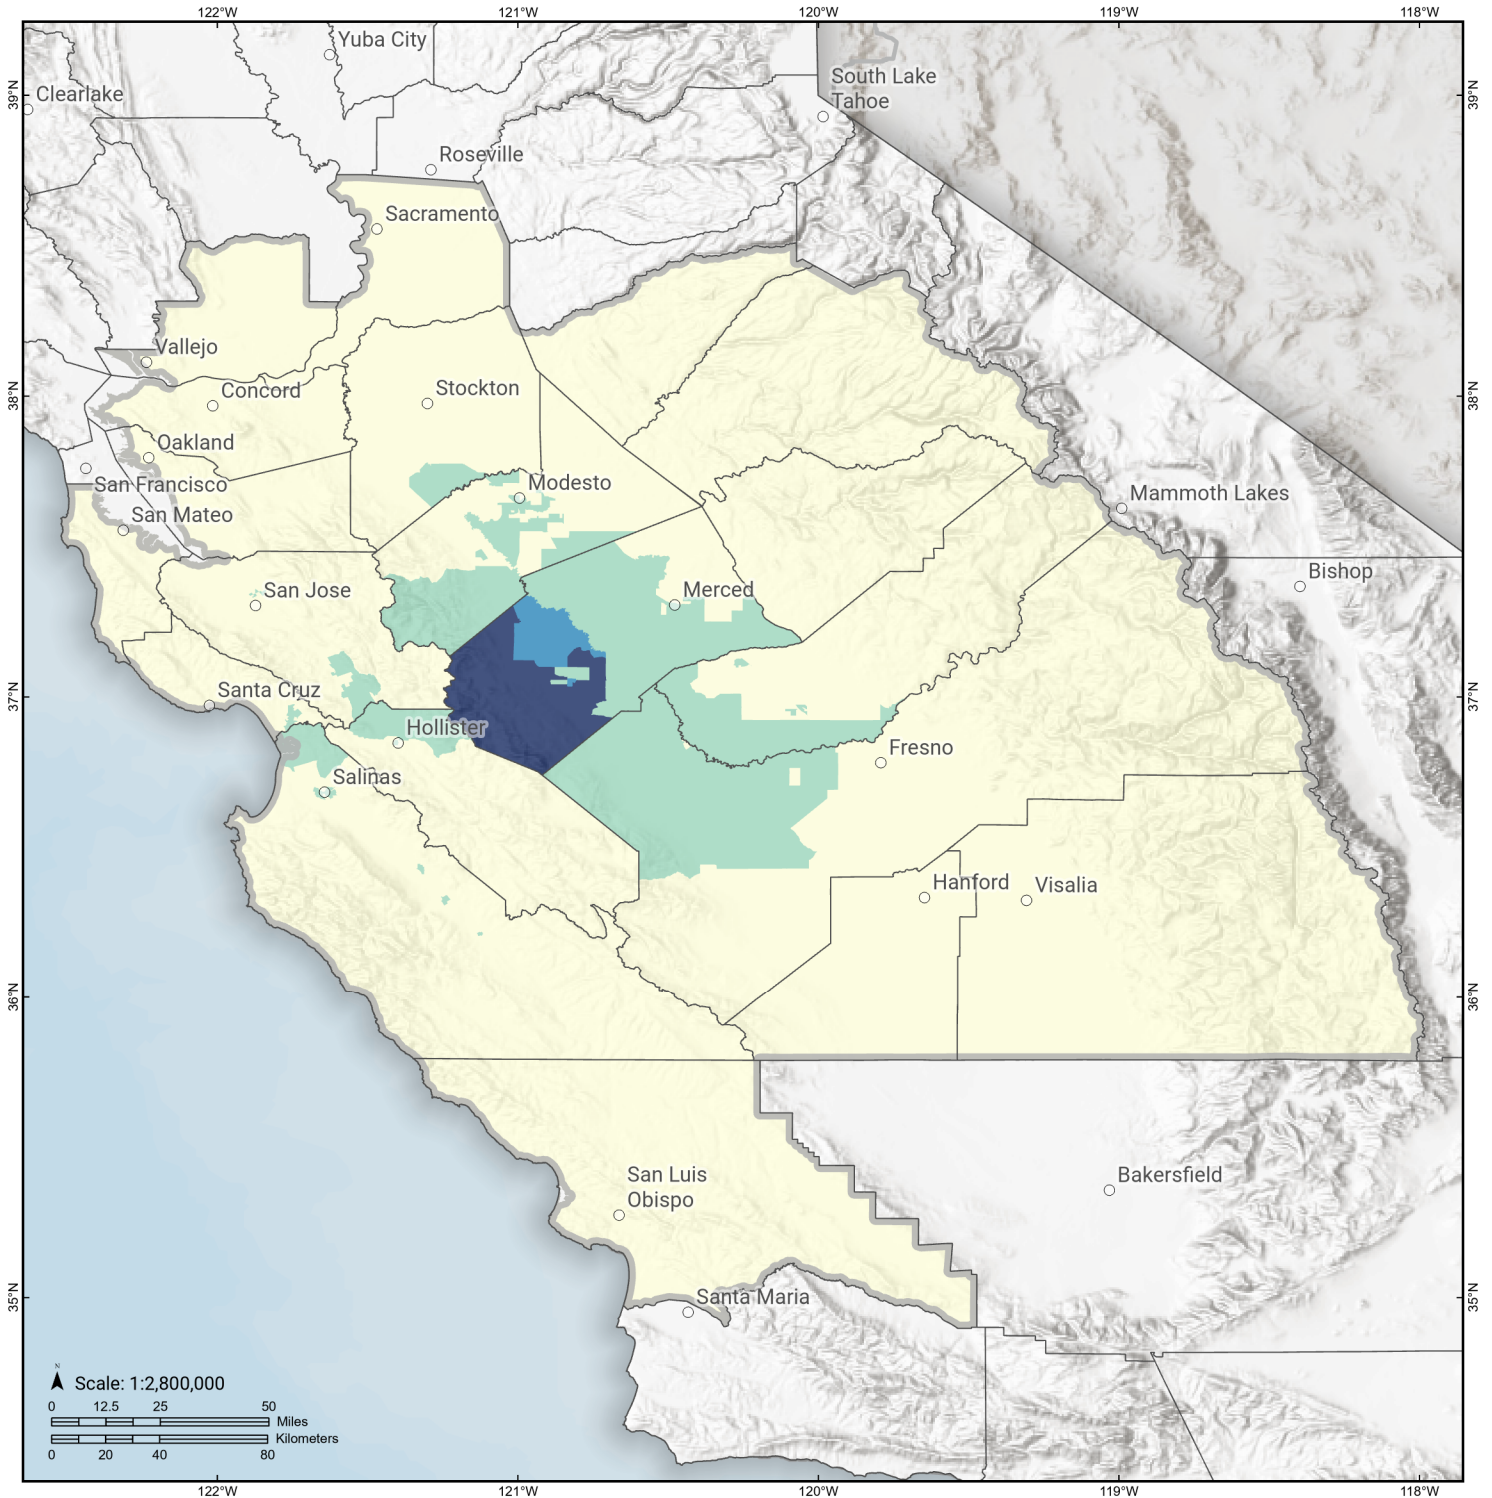 122°W
121°W
120°W
119°W
118°W
39°N
39°N
38°N
38°N
37°N
37°N
36°N
36°N
35°N
35°N
Yuba City
Clearlake
South Lake
Tahoe
Roseville
Sacramento
Vallejo
Concord
Stockton
Oakland
San Francisco
Modesto
San Mateo
Mammoth Lakes
Bishop
San Jose
Merced
Santa Cruz
Hollister
Fresno
Salinas
Hanford
Visalia
San Luis
Obispo
Bakersfield
Santa Maria
N
Scale: 1:2,800,000
0 12.5 25 50
Miles
Kilometers
0 20 40 80
122°W
121°W
120°W
119°W
118°W